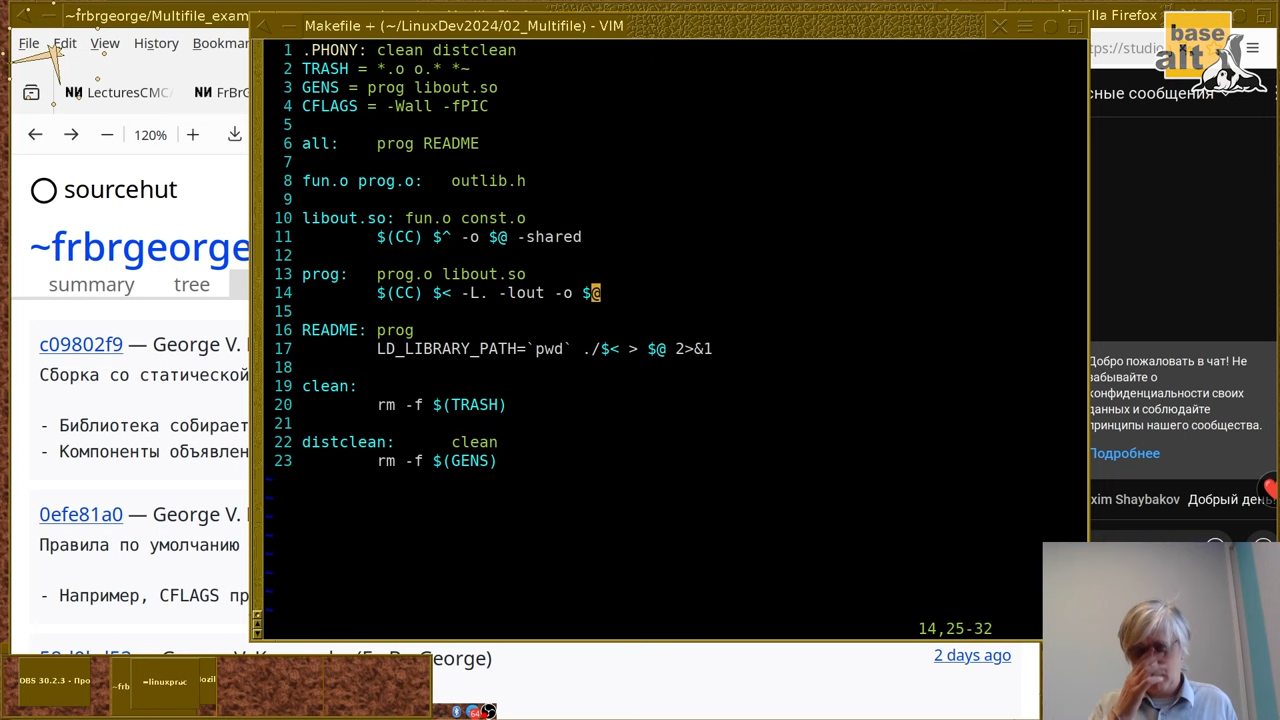 ~frbrgeorge/Multifile_exam
Makefile + (~/LinuxDev2024/02_Multifile) - VIM
Mozilla Firefox
File Edit View History Bookmar
LecturesCMC/
FrBrG
120%
sourcehut
~frbrgeorge
summary tree
c09802f9 — George V. 
Сборка со статической
- Библиотека собирает
- Компоненты объявлен
0efe81a0 — George V. 
Правила по умолчанию
- Например, CFLAGS пр
1 .PHONY: clean distclean
2 TRASH = *.o o.* *~
3 GENS = prog libout.so
4 CFLAGS = -Wall -fPIC
5
6 all: prog README
7
8 fun.o prog.o: outlib.h
9
10 libout.so: fun.o const.o
11 $(CC) $^ -o $@ -shared
12
13 prog: prog.o libout.so
14 $(CC) $< -L. -lout -o $@
15
16 README: prog
17 LD_LIBRARY_PATH=`pwd` ./$< > $@ 2>&1
18
19 clean:
20 rm -f $(TRASH)
21
22 distclean: clean
23 rm -f $(GENS)
~
~
~
~
~
~
~
~
14,25-32
2 days ago
base
alt
ps://studio
сные сообщения
Добро пожаловать в чат! Не
забывайте о
конфиденциальности своих
данных и соблюдайте
принципы нашего сообщества.
Подробнее
xim Shaybakov Добрый ден
OBS 30.2.3 - Про
~frb
=linuxprac
ozil
64